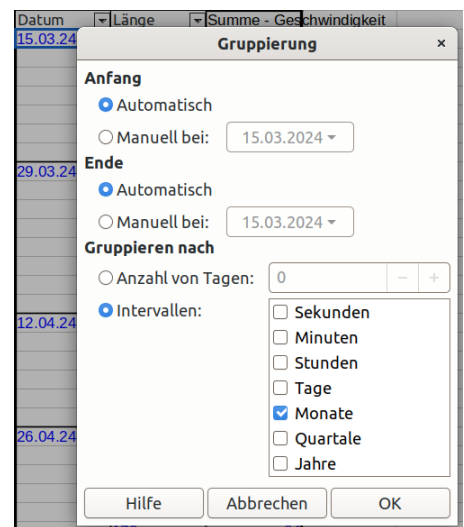 Datum Länge Summe - Geschwindigkeit
15.03.24
Gruppierung ×
Anfang
Automatisch
Manuell bei: 15.03.2024
29.03.24
Ende
Automatisch
Manuell bei: 15.03.2024
Gruppieren nach
Anzahl von Tagen: 0 − +
Intervallen:
Sekunden
12.04.24
Minuten
Stunden
Tage
Monate
26.04.24
Quartale
Jahre
Hilfe Abbrechen OK